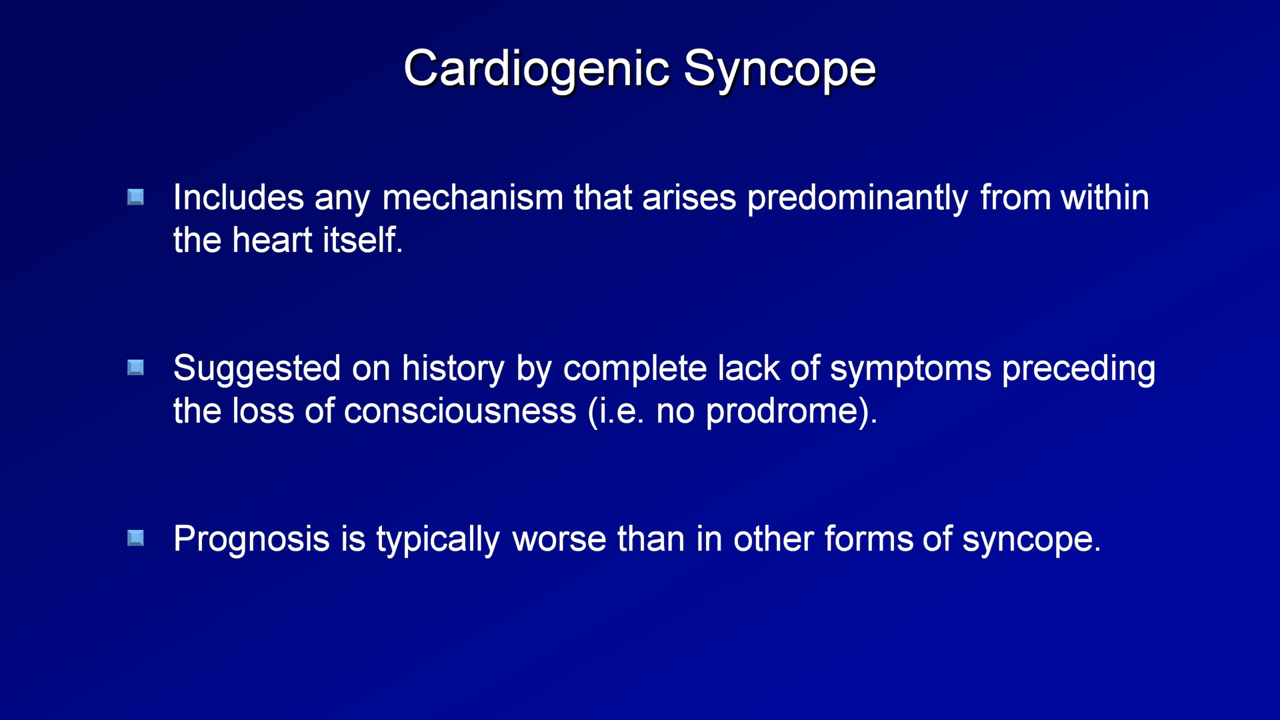 Cardiogenic Syncope
Includes any mechanism that arises predominantly from within
the heart itself.
Suggested on history by complete lack of symptoms preceding
the loss of consciousness (i.e. no prodrome).
Prognosis is typically worse than in other forms of syncope.